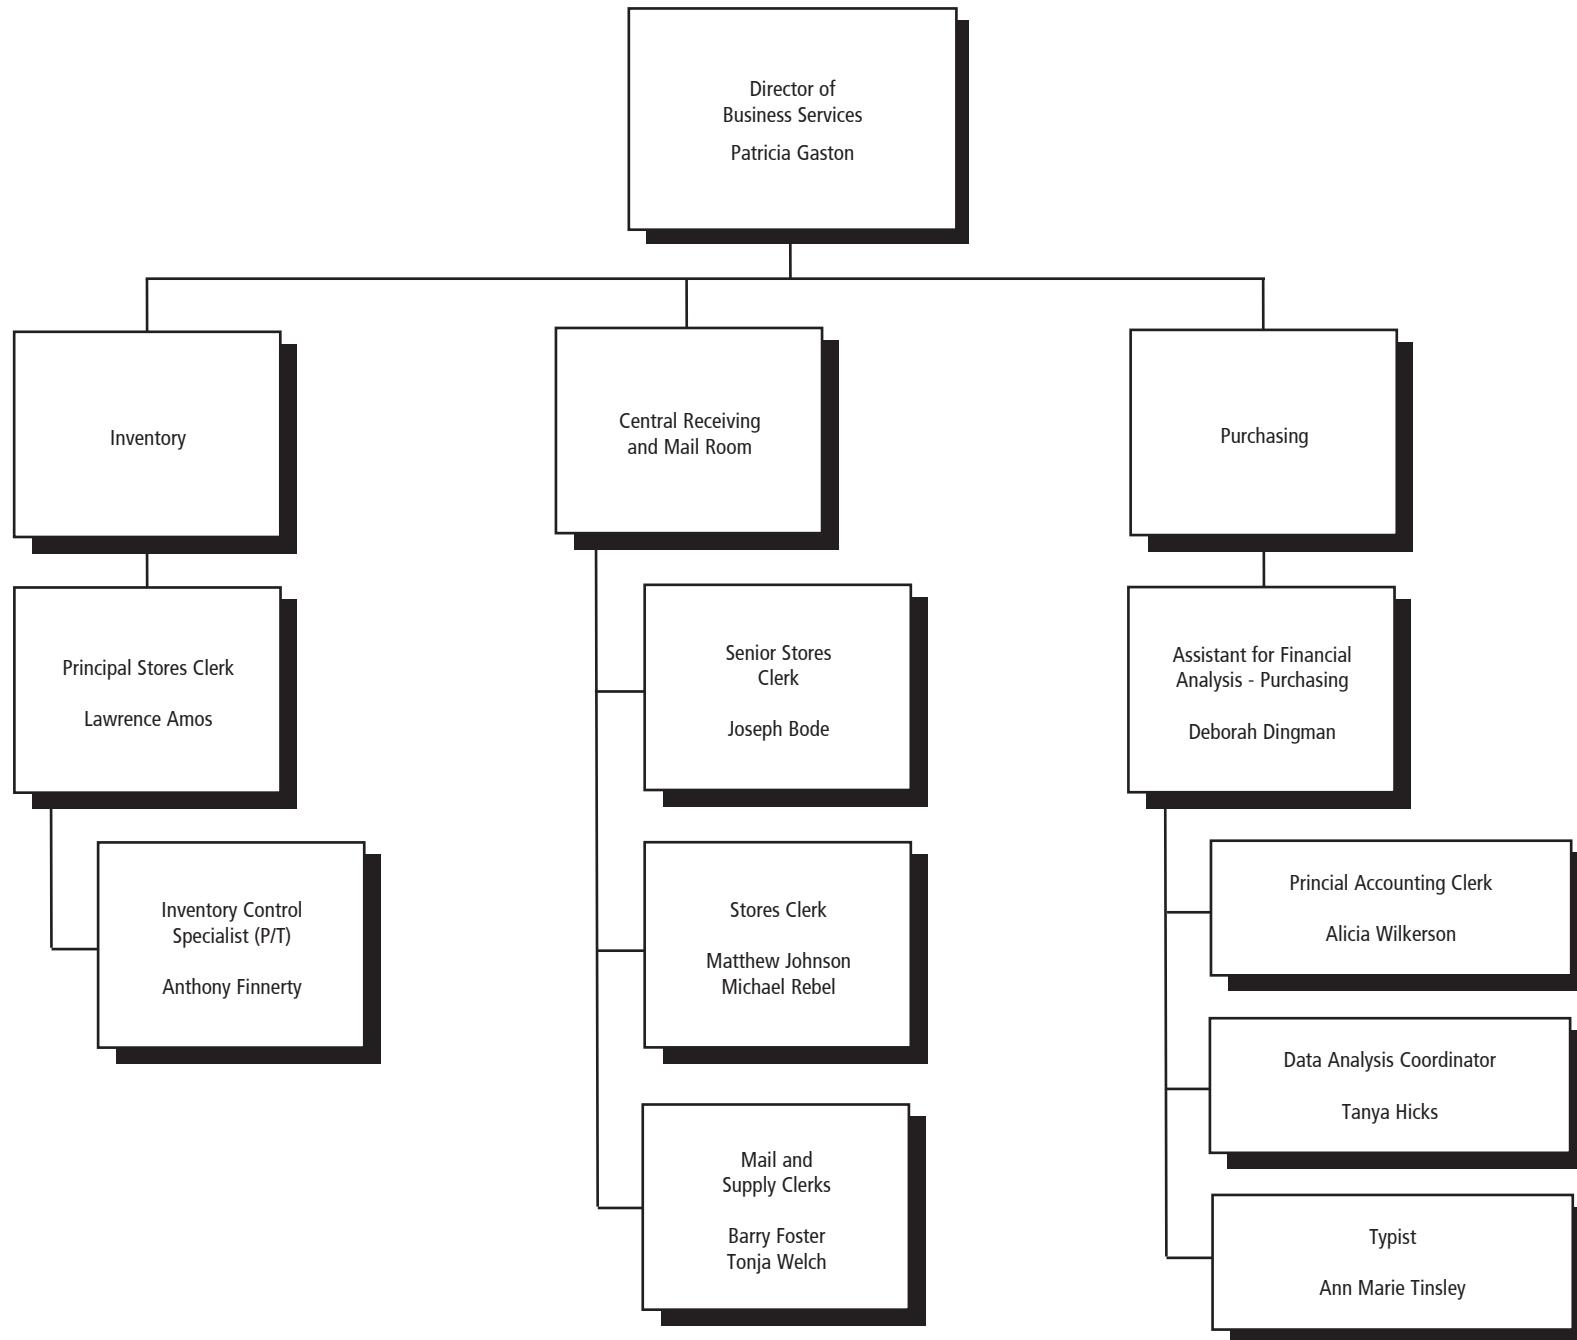 Director of
Business Services
Patricia Gaston
Inventory
Central Receiving
and Mail Room
Purchasing
Principal Stores Clerk
Lawrence Amos
Senior Stores
Clerk
Joseph Bode
Assistant for Financial
Analysis - Purchasing
Deborah Dingman
Inventory Control
Specialist (P/T)
Anthony Finnerty
Stores Clerk
Matthew Johnson
Michael Rebel
Princial Accounting Clerk
Alicia Wilkerson
Data Analysis Coordinator
Tanya Hicks
Mail and
Supply Clerks
Barry Foster
Tonja Welch
Typist
Ann Marie Tinsley